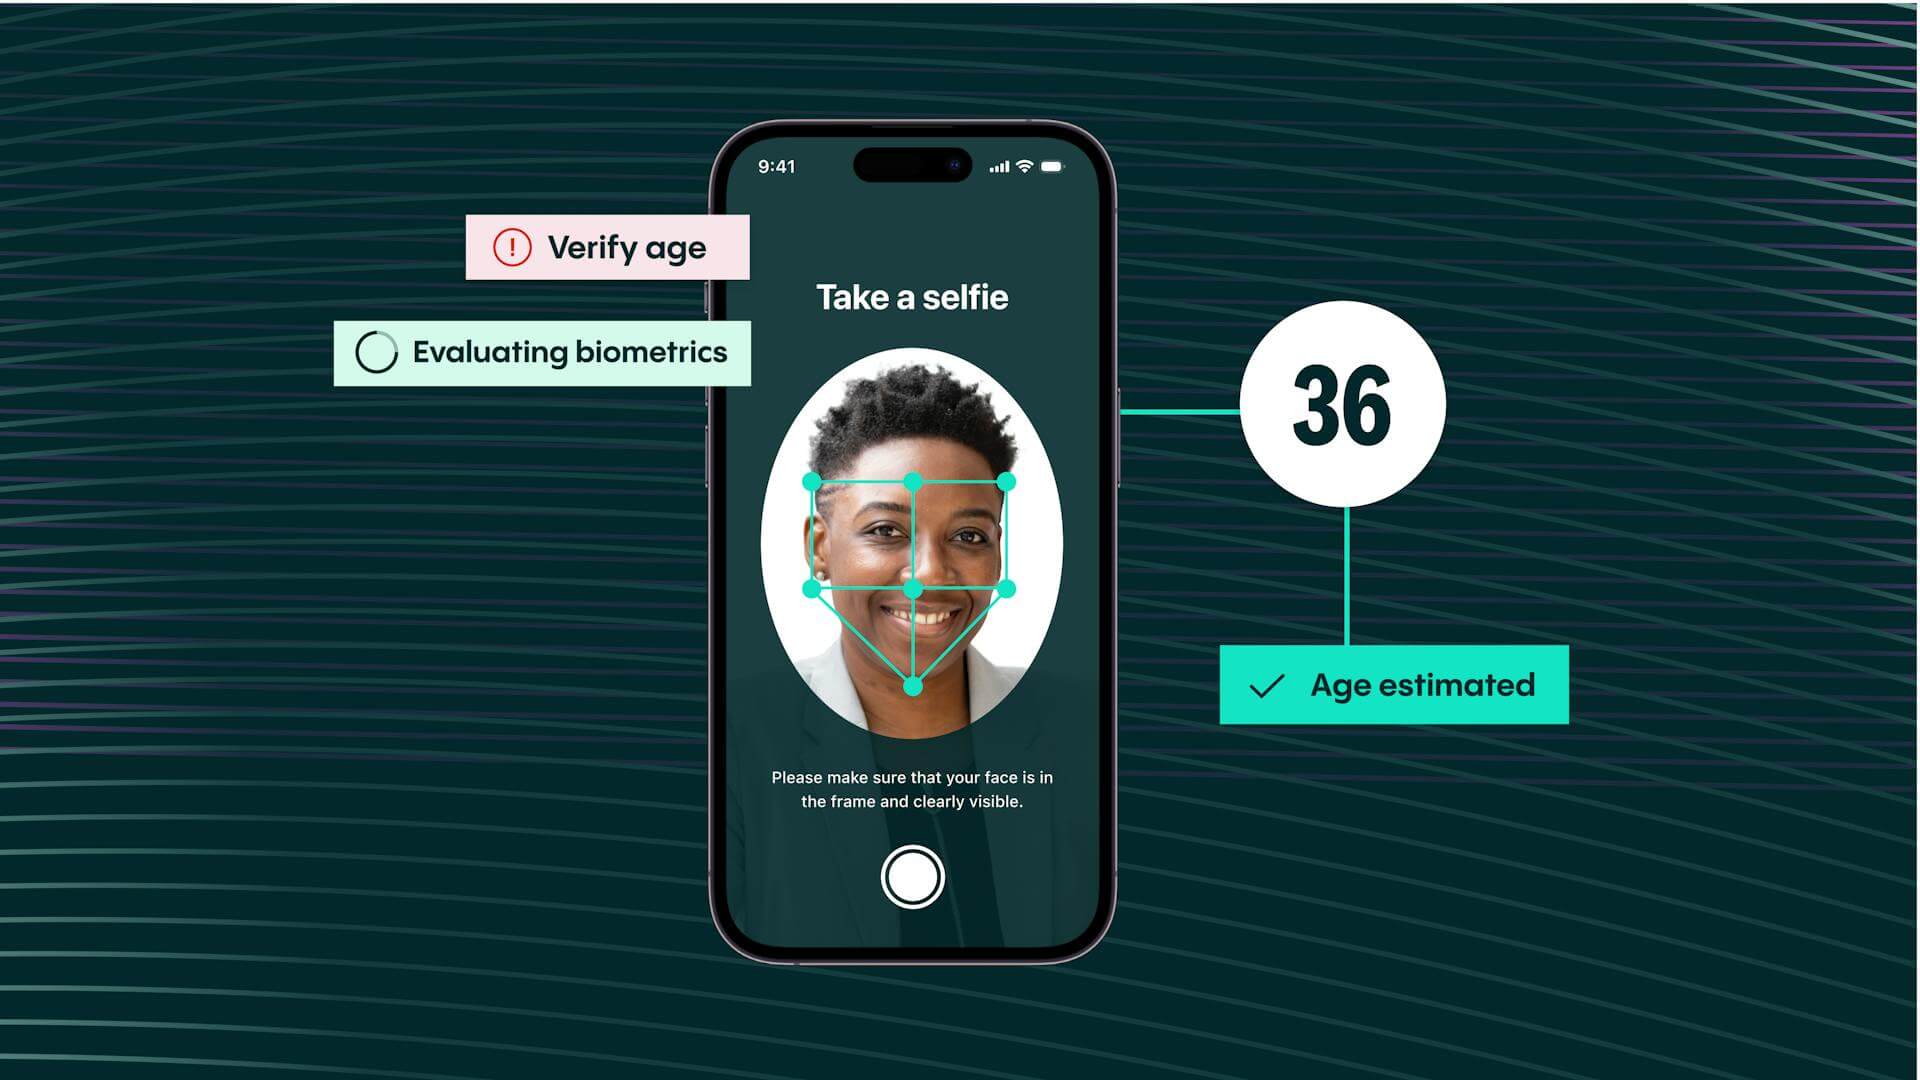 9:41
Verify age
Take a selfie
Evaluating biometrics
36
Age estimated
Please make sure that your face is in
the frame and clearly visible.